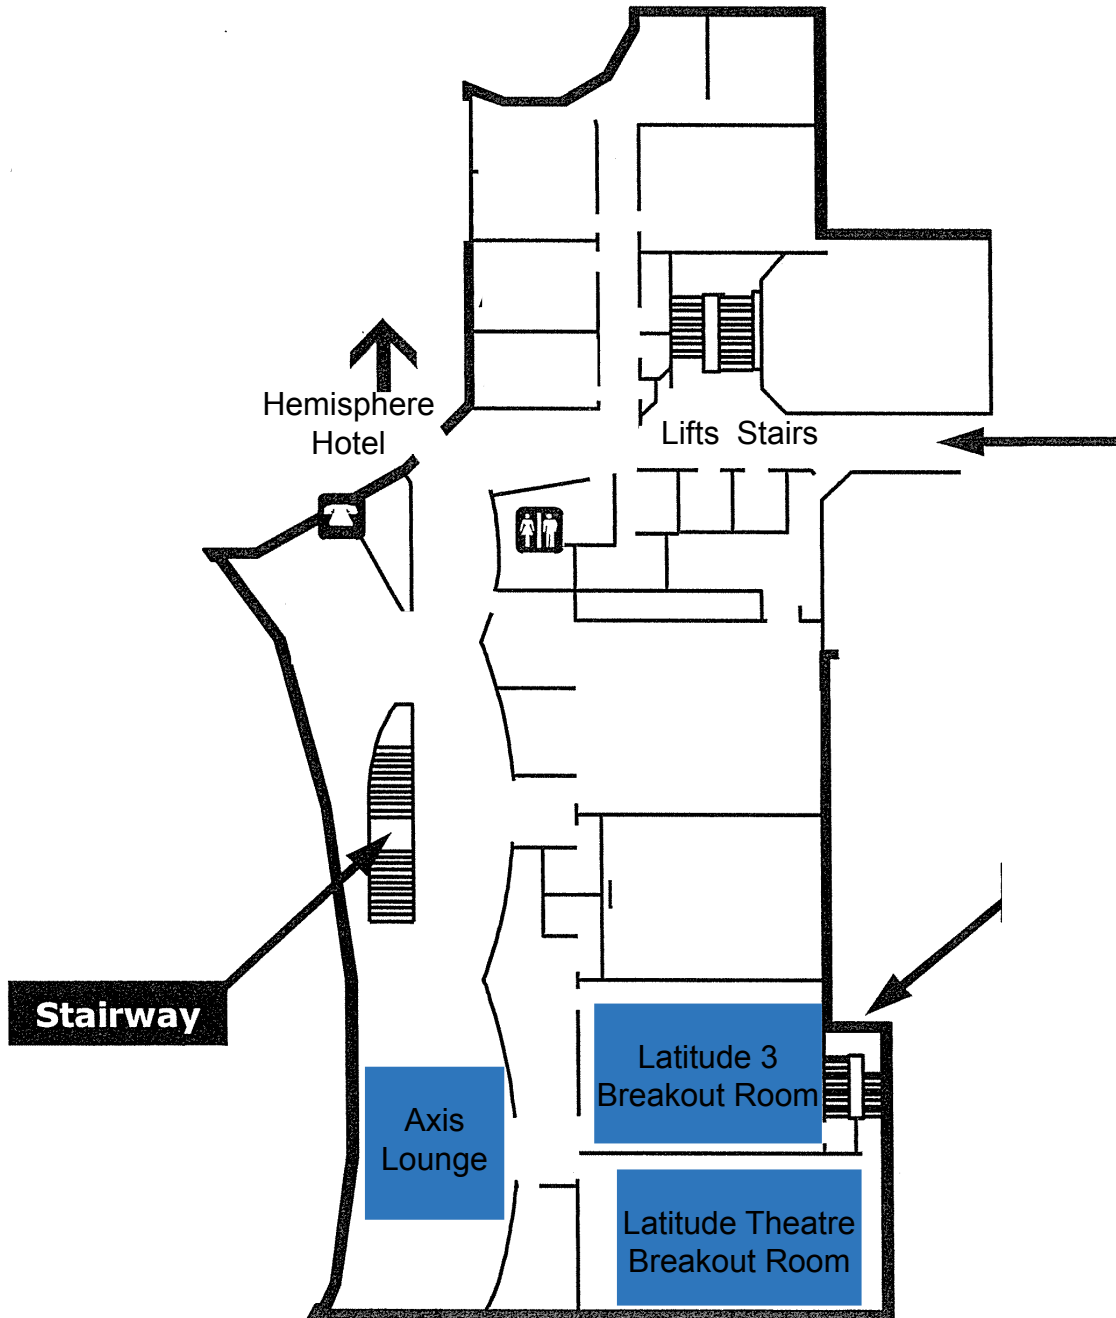 Hemisphere
Hotel
Lifts  Stairs
Stairway
Latitude 3
Breakout Room
Axis
Lounge
Latitude Theatre
Breakout Room